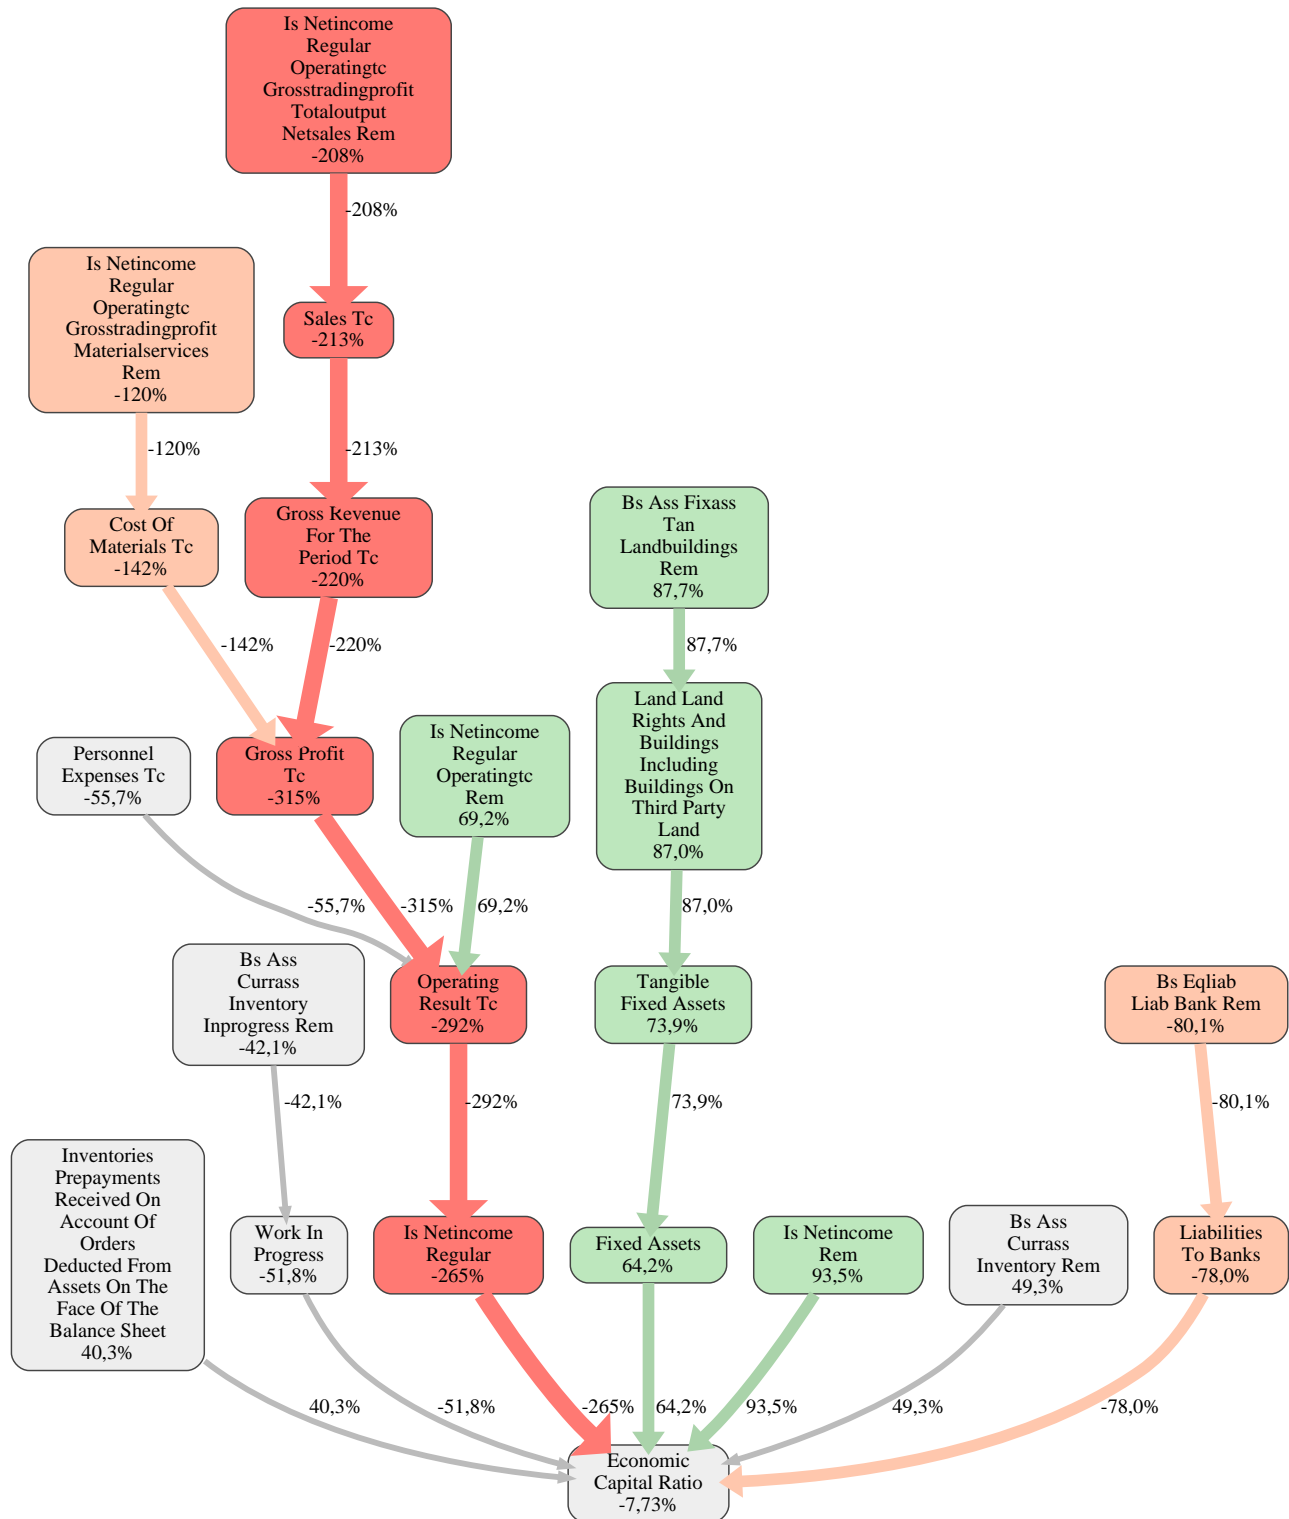 Is Netincome
Regular
Operatingtc
Grosstradingprofit
Totaloutput
Netsales Rem
-208%
-208%
Is Netincome
Regular
Operatingtc
Grosstradingprofit
Materialservices
Rem
-120%
Sales Tc
-213%
-120%
-213%
Cost Of
Materials Tc
-142%
Gross Revenue
For The
Period Tc
-220%
Bs Ass Fixass
Tan
Landbuildings
Rem
87,7%
-142%
-220%
87,7%
Personnel
Expenses Tc
-55,7%
Gross Profit
Tc
-315%
Is Netincome
Regular
Operatingtc
Rem
69,2%
Land Land
Rights And
Buildings
Including
Buildings On
Third Party
Land
87,0%
-55,7%
-315%
69,2%
87,0%
Bs Ass
Currass
Inventory
Inprogress Rem
-42,1%
Operating
Result Tc
-292%
Tangible
Fixed Assets
73,9%
Bs Eqliab
Liab Bank Rem
-80,1%
-42,1%
-292%
73,9%
-80,1%
Inventories
Prepayments
Received On
Account Of
Orders
Deducted From
Assets On The
Face Of The
Balance Sheet
40,3%
Work In
Progress
-51,8%
Is Netincome
Regular
-265%
Fixed Assets
64,2%
Is Netincome
Rem
93,5%
Bs Ass
Currass
Inventory Rem
49,3%
Liabilities
To Banks
-78,0%
40,3%
-51,8%
-265%
64,2%
93,5%
49,3%
-78,0%
Economic
Capital Ratio
-7,73%